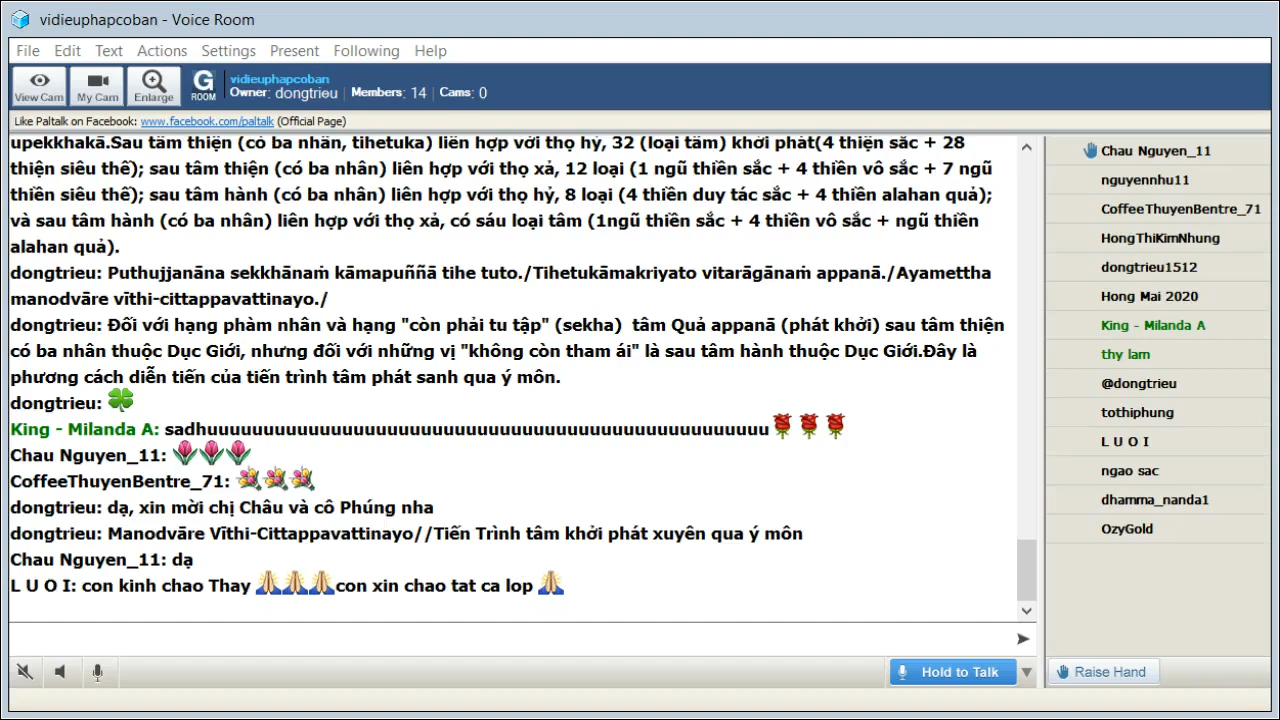 vidieuphapcoban - Voice Room
File Edit Text Actions Settings Present Following Help
View Cam My Cam Enlarge G ROOM
vidieuphapcoban
Owner: dongtrieu | Members: 14 | Cams: 0
Like Paltalk on Facebook: www.facebook.com/paltalk (Official Page)
upekkhakā.Sau tâm thiện (có ba nhân, tihetuka) liên hợp với thọ hỷ, 32 (loại tâm) khởi phát(4 thiện sắc + 28
thiện siêu thế); sau tâm thiện (có ba nhân) liên hợp với thọ xả, 12 loại (1 ngũ thiền sắc + 4 thiền vô sắc + 7 ngũ
thiền siêu thế); sau tâm hành (có ba nhân) liên hợp với thọ hỷ, 8 loại (4 thiền duy tác sắc + 4 thiền alahan quả);
và sau tâm hành (có ba nhân) liên hợp với thọ xả, có sáu loại tâm (1ngũ thiền sắc + 4 thiền vô sắc + ngũ thiền
alahan quả).
dongtrieu: Puthujjanāna sekkhānaṁ kāmapuññā tihe tuto./Tihetukāmakriyato vitarāgānaṁ appanā./Ayamettha
manodvāre vīthi-cittappavattinayo./
dongtrieu: Đối với hạng phàm nhân và hạng "còn phải tu tập" (sekha) tâm Quả appanā (phát khởi) sau tâm thiện
có ba nhân thuộc Dục Giới, nhưng đối với những vị "không còn tham ái" là sau tâm hành thuộc Dục Giới.Đây là
phương cách diễn tiến của tiến trình tâm phát sanh qua ý môn.
dongtrieu: 🍀
King - Milanda A: sadhuuuuuuuuuuuuuuuuuuuuuuuuuuuuuuuuuuuuuuuuuuuuuuuuuu🌹🌹🌹
Chau Nguyen_11: 🌷🌷🌷
CoffeeThuyenBentre_71: 💐💐💐
dongtrieu: dạ, xin mời chị Châu và cô Phúng nha
dongtrieu: Manodvāre Vīthi-Cittappavattinayo//Tiến Trình tâm khởi phát xuyên qua ý môn
Chau Nguyen_11: dạ
L U O I: con kinh chao Thay 🙏🙏🙏con xin chao tat ca lop 🙏
Hold to Talk
Chau Nguyen_11
nguyennhu11
CoffeeThuyenBentre_71
HongThiKimNhung
dongtrieu1512
Hong Mai 2020
King - Milanda A
thy lam
@dongtrieu
tothiphung
L U O I
ngao sac
dhamma_nanda1
OzyGold
Raise Hand